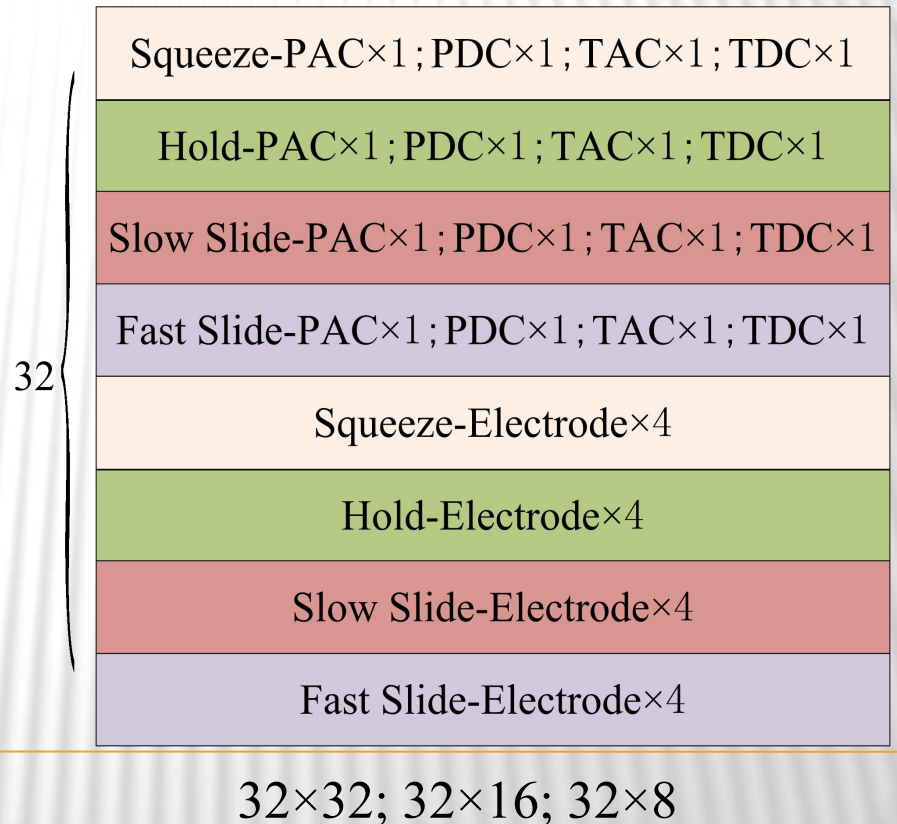 Squeeze-PAC×1;PDC×1;TAC×1;TDC×1
Hold-PAC×1;PDC×1;TAC×1;TDC×1
Slow Slide-PAC×1;PDC×1;TAC×1;TDC×1
Fast Slide-PAC×1;PDC×1;TAC×1;TDC×1
32
Squeeze-Electrode×4
Hold-Electrode×4
Slow Slide-Electrode×4
Fast Slide-Electrode×4
32×32; 32×16; 32×8